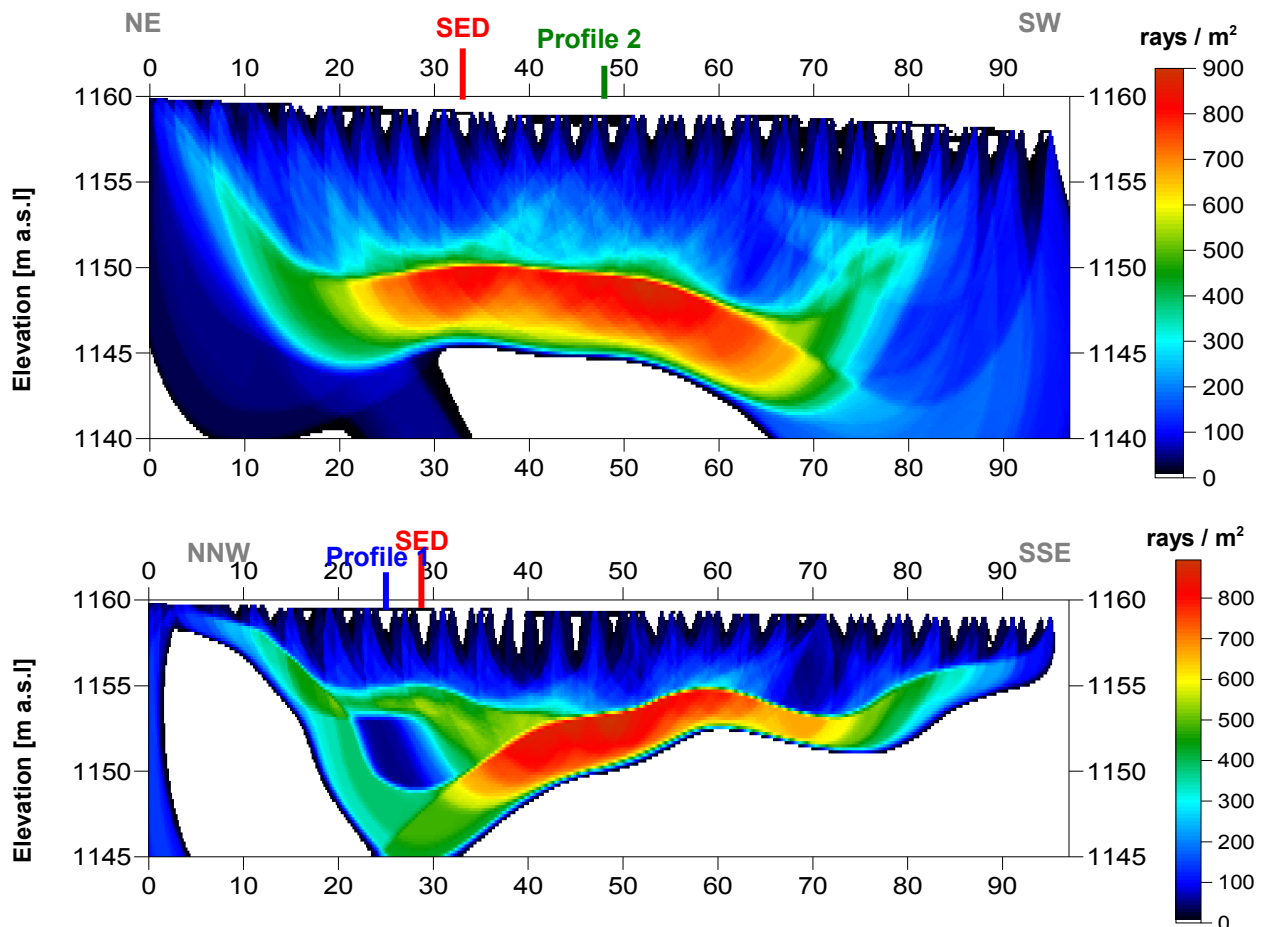 NE
SED
Profile 2
SW
rays / m²
0 10 20 30 40 50 60 70 80 90
900
1160 1160
800
700
1155 1155
600
Elevation [m a.s.l]
500
1150 1150
400
300
1145 1145
200
100
1140 1140
0
0 10 20 30 40 50 60 70 80 90
NNW
Profile 1
SED
SSE
rays / m²
0 10 20 30 40 50 60 70 80 90
1160 1160
800
700
1155 1155
600
500
Elevation [m a.s.l]
400
1150 1150
300
200
1145 1145
100
0 10 20 30 40 50 60 70 80 90
0